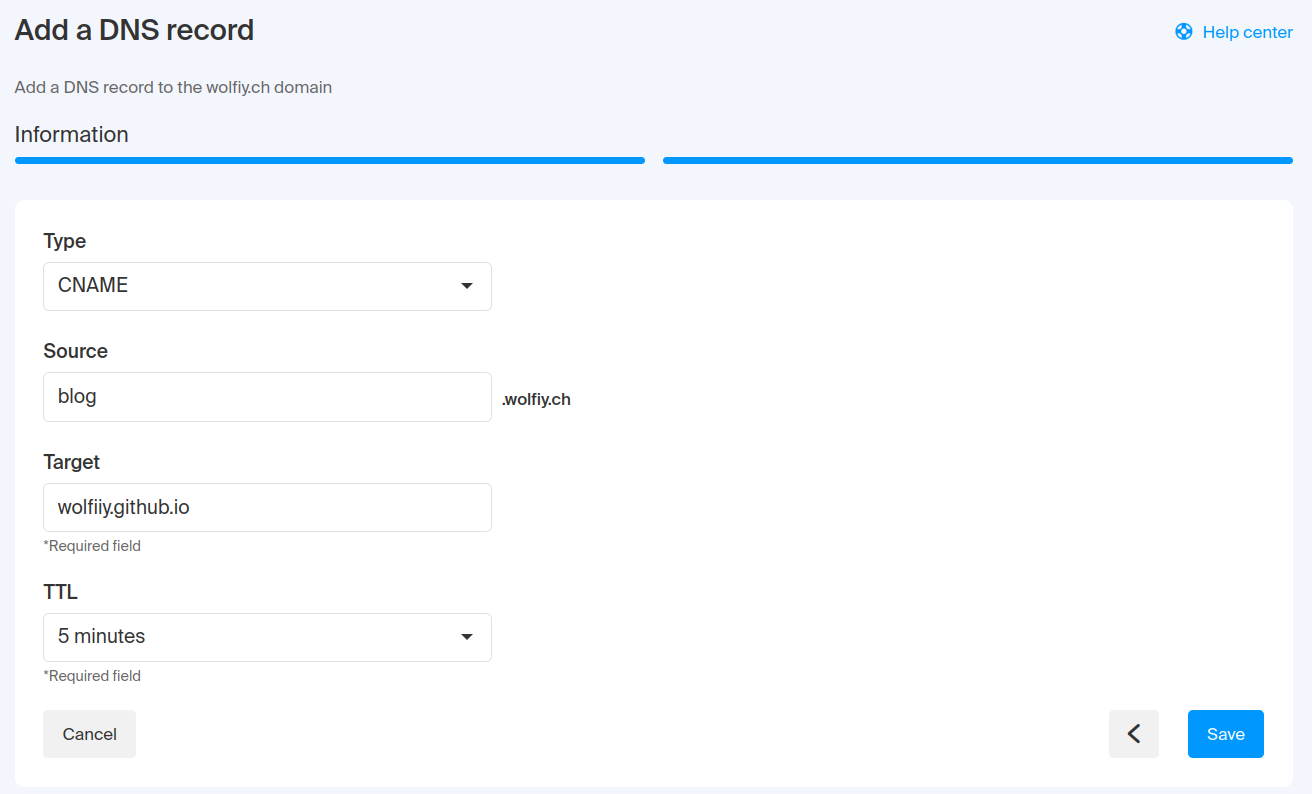 Add a DNS record
Help center
Add a DNS record to the wolfiy.ch domain
Information
Type
CNAME
Source
blog
.wolfiy.ch
Target
wolfiiy.github.io
*Required field
TTL
5 minutes
*Required field
Cancel
Save